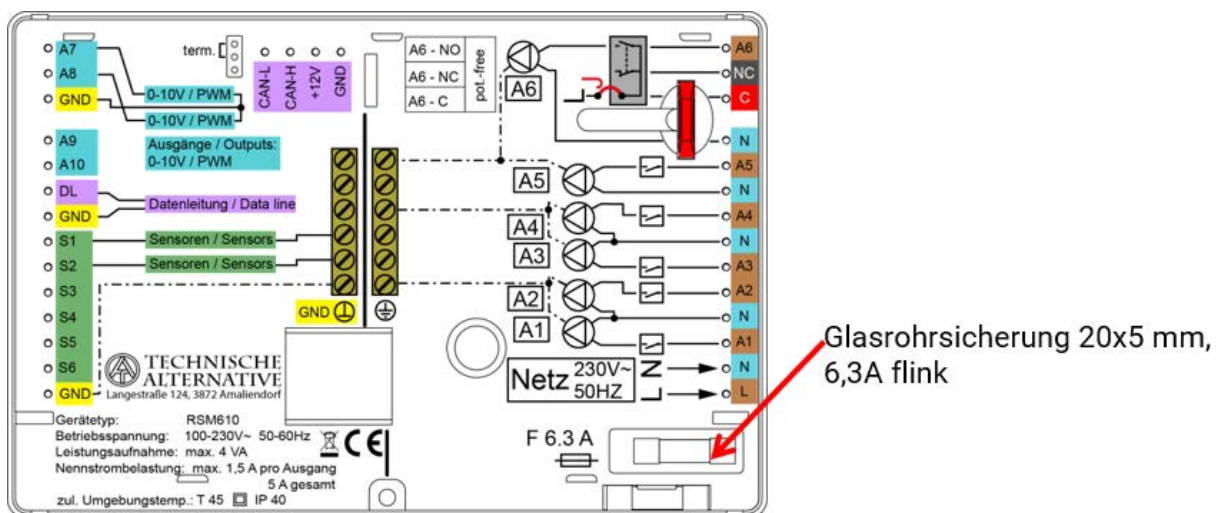 A7
A8
GND
A9
A10
DL
GND
S1
S2
S3
S4
S5
S6
GND
0-10V / PWM
0-10V / PWM
Ausgänge / Outputs:
0-10V / PWM
Datenleitung / Data line
Sensoren / Sensors
Sensoren / Sensors
term.
CAN-L
CAN-H
+12V
GND
A6 - NO
A6 - NC
A6 - C
pot.-free
A6
A5
A4
A3
A2
A1
GND
A6
NC
C
N
A5
N
A4
N
A3
A2
N
A1
N
L
Netz 230V~
50HZ
L N
TECHNISCHE
ALTERNATIVE
Langestraße 124, 3872 Amaliendorf
Gerätetyp: RSM610
Betriebsspannung: 100-230V~ 50-60Hz
Leistungsaufnahme: max. 4 VA
Nennstrombelastung: max. 1,5 A pro Ausgang
5 A gesamt
zul. Umgebungstemp.: T 45 IP 40
CE
F 6.3 A
Glasrohrsicherung 20x5 mm,
6,3A flink